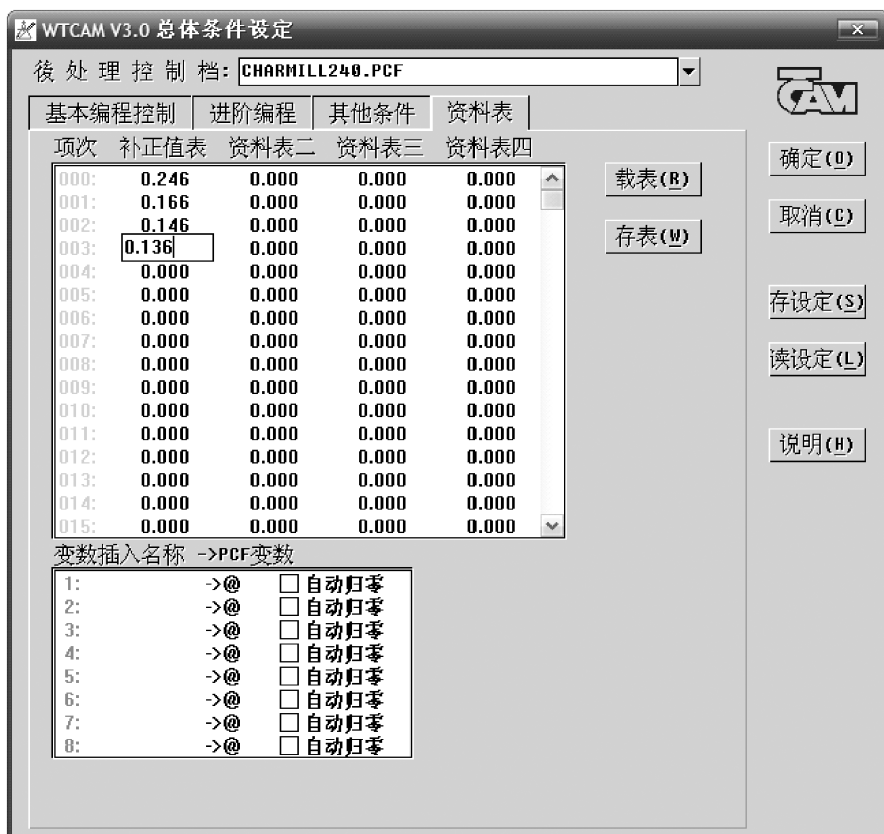 WTCAM V3.0 总体条件设定
後 处 理 控 制 档: CHARMILL240.PCF
TCAM
基本编程控制 进阶编程 其他条件 资料表
项次 补正值表 资料表二 资料表三 资料表四
000: 0.246 0.000 0.000 0.000
001: 0.166 0.000 0.000 0.000
002: 0.146 0.000 0.000 0.000
003: 0.136 0.000 0.000 0.000
004: 0.000 0.000 0.000 0.000
005: 0.000 0.000 0.000 0.000
006: 0.000 0.000 0.000 0.000
007: 0.000 0.000 0.000 0.000
008: 0.000 0.000 0.000 0.000
009: 0.000 0.000 0.000 0.000
010: 0.000 0.000 0.000 0.000
011: 0.000 0.000 0.000 0.000
012: 0.000 0.000 0.000 0.000
013: 0.000 0.000 0.000 0.000
014: 0.000 0.000 0.000 0.000
015: 0.000 0.000 0.000 0.000
载表(R)
存表(W)
确定(O)
取消(C)
存设定(S)
读设定(L)
说明(H)
变数插入名称 ->PCF变数
1: ->@ 自动归零
2: ->@ 自动归零
3: ->@ 自动归零
4: ->@ 自动归零
5: ->@ 自动归零
6: ->@ 自动归零
7: ->@ 自动归零
8: ->@ 自动归零